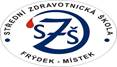 STŘEDNÍ ZDRAVOTNICKÁ ŠKOLA
SZŠ
FRÝDEK - MÍSTEK